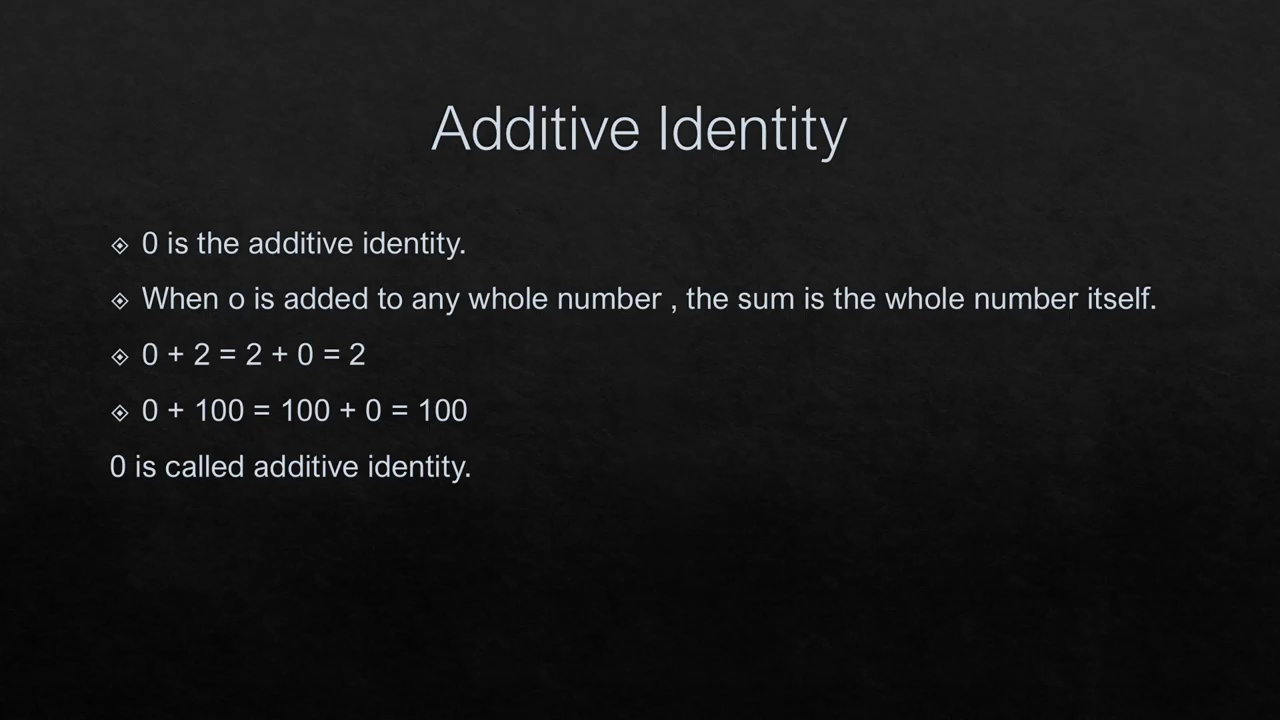 Additive Identity
0 is the additive identity.
When o is added to any whole number , the sum is the whole number itself.
0 + 2 = 2 + 0 = 2
0 + 100 = 100 + 0 = 100
0 is called additive identity.